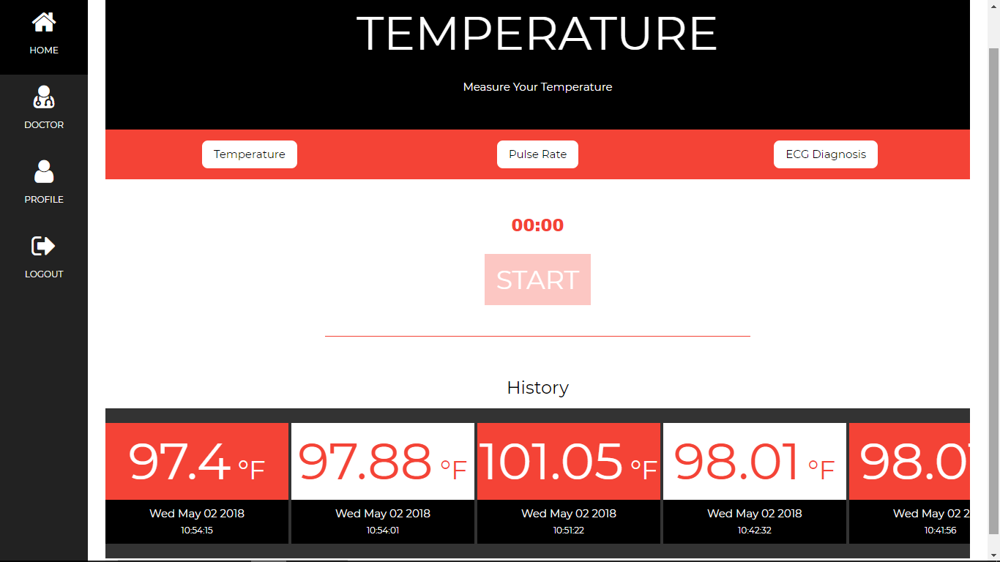 HOME
DOCTOR
PROFILE
LOGOUT
TEMPERATURE
Measure Your Temperature
Temperature
Pulse Rate
ECG Diagnosis
00:00
START
History
97.4 °F
Wed May 02 2018
10:54:15
97.88 °F
Wed May 02 2018
10:54:01
101.05 °F
Wed May 02 2018
10:51:22
98.01 °F
Wed May 02 2018
10:42:32
98.0
Wed May 02 2
10:41:56